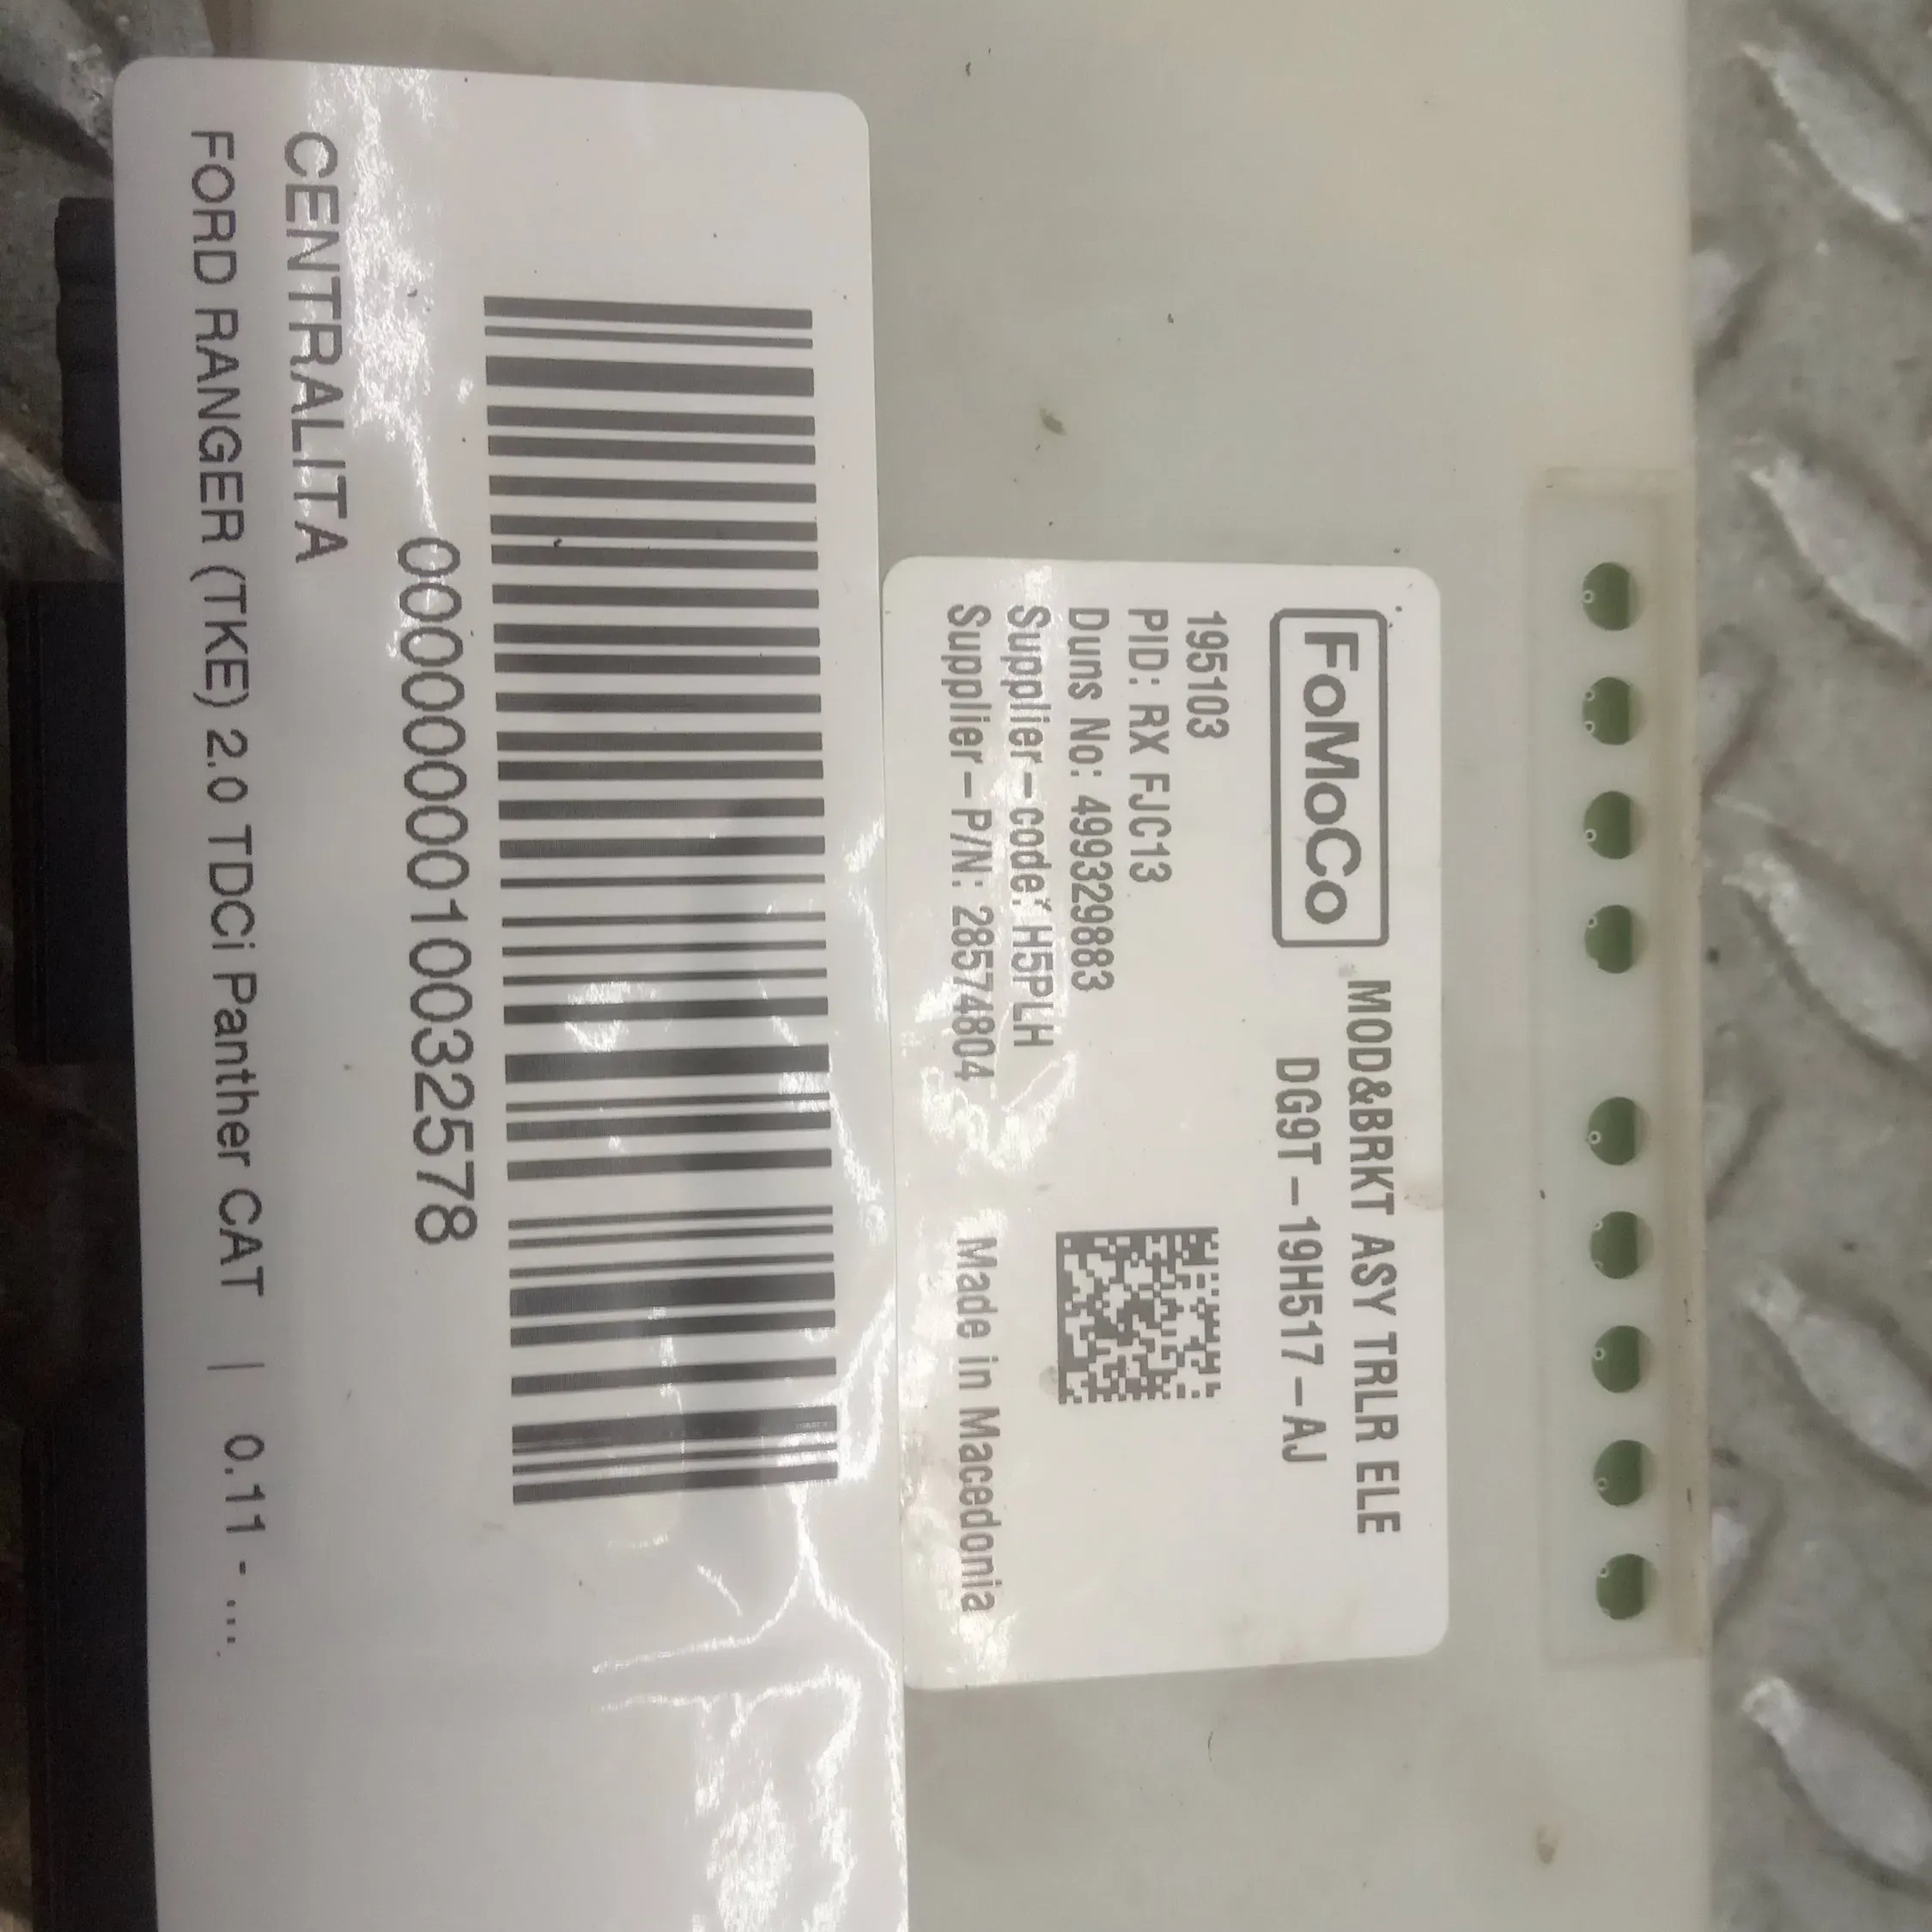 FoMoCo
MOD&BRKT ASY TRLR ELE
DG9T-19H517-AJ
195103
PID: RX FJC13
Duns No: 499329883
Supplier-code: H5PLH
Supplier-P/N: 28574804
Made in Macedonia
0000000010032578
CENTRALITA
FORD RANGER (TKE) 2.0 TDCi Panther CAT | 0.11 - ...